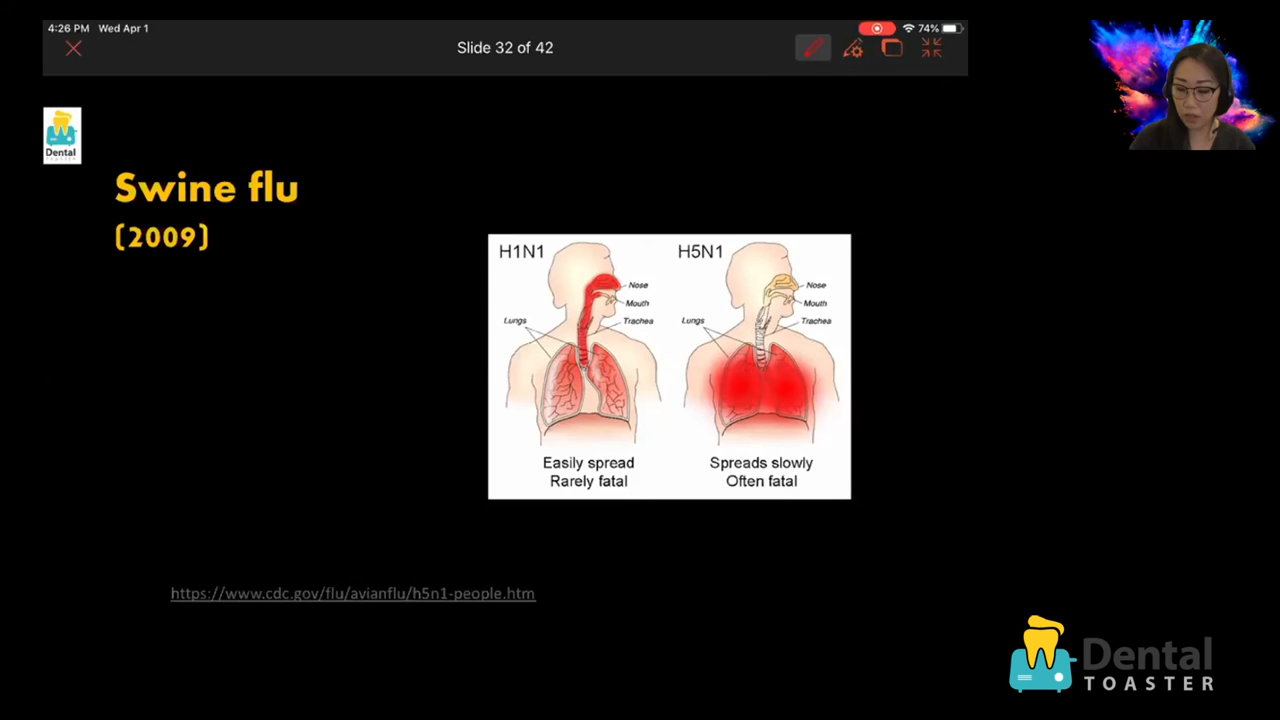 4:26 PM Wed Apr 1
74%
Slide 32 of 42
Dental
TOASTER
Swine flu
(2009)
H1N1
H5N1
Nose
Mouth
Trachea
Lungs
Nose
Mouth
Trachea
Lungs
Easily spread
Rarely fatal
Spreads slowly
Often fatal
https://www.cdc.gov/flu/avianflu/h5n1-people.htm
Dental
TOASTER